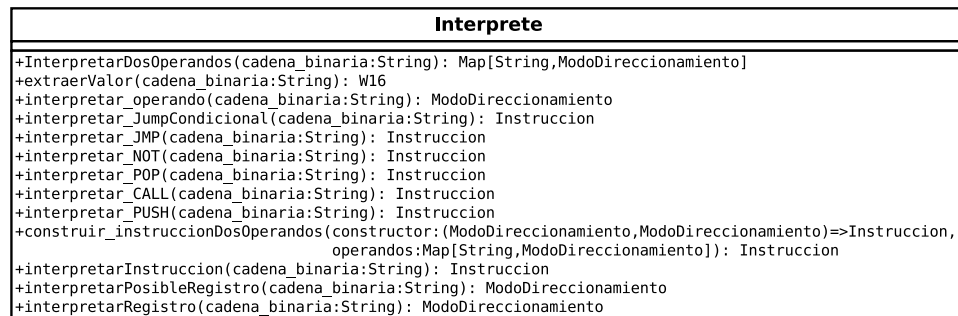 Interprete
+InterpretarDosOperandos(cadena_binaria:String): Map[String,ModoDireccionamiento]
+extraerValor(cadena_binaria:String): W16
+interpretar_operando(cadena_binaria:String): ModoDireccionamiento
+interpretar_JumpCondicional(cadena_binaria:String): Instruccion
+interpretar_JMP(cadena_binaria:String): Instruccion
+interpretar_NOT(cadena_binaria:String): Instruccion
+interpretar_POP(cadena_binaria:String): Instruccion
+interpretar_CALL(cadena_binaria:String): Instruccion
+interpretar_PUSH(cadena_binaria:String): Instruccion
+construir_instruccionDosOperandos(constructor:(ModoDireccionamiento,ModoDireccionamiento)=>Instruccion,
operandos:Map[String,ModoDireccionamiento]): Instruccion
+interpretarInstruccion(cadena_binaria:String): Instruccion
+interpretarPosibleRegistro(cadena_binaria:String): ModoDireccionamiento
+interpretarRegistro(cadena_binaria:String): ModoDireccionamiento